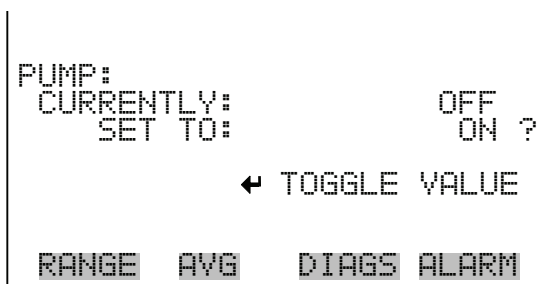 PUMP:
CURRENTLY: OFF
SET TO: ON ?
↵ TOGGLE VALUE
RANGE AVG DIAGS ALARM